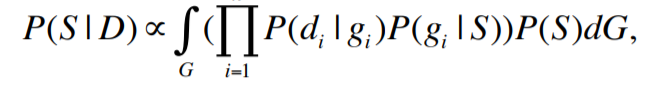 P(S | D) ∝ ∫_G (∏_{i=1} P(d_i | g_i)P(g_i | S))P(S)dG,